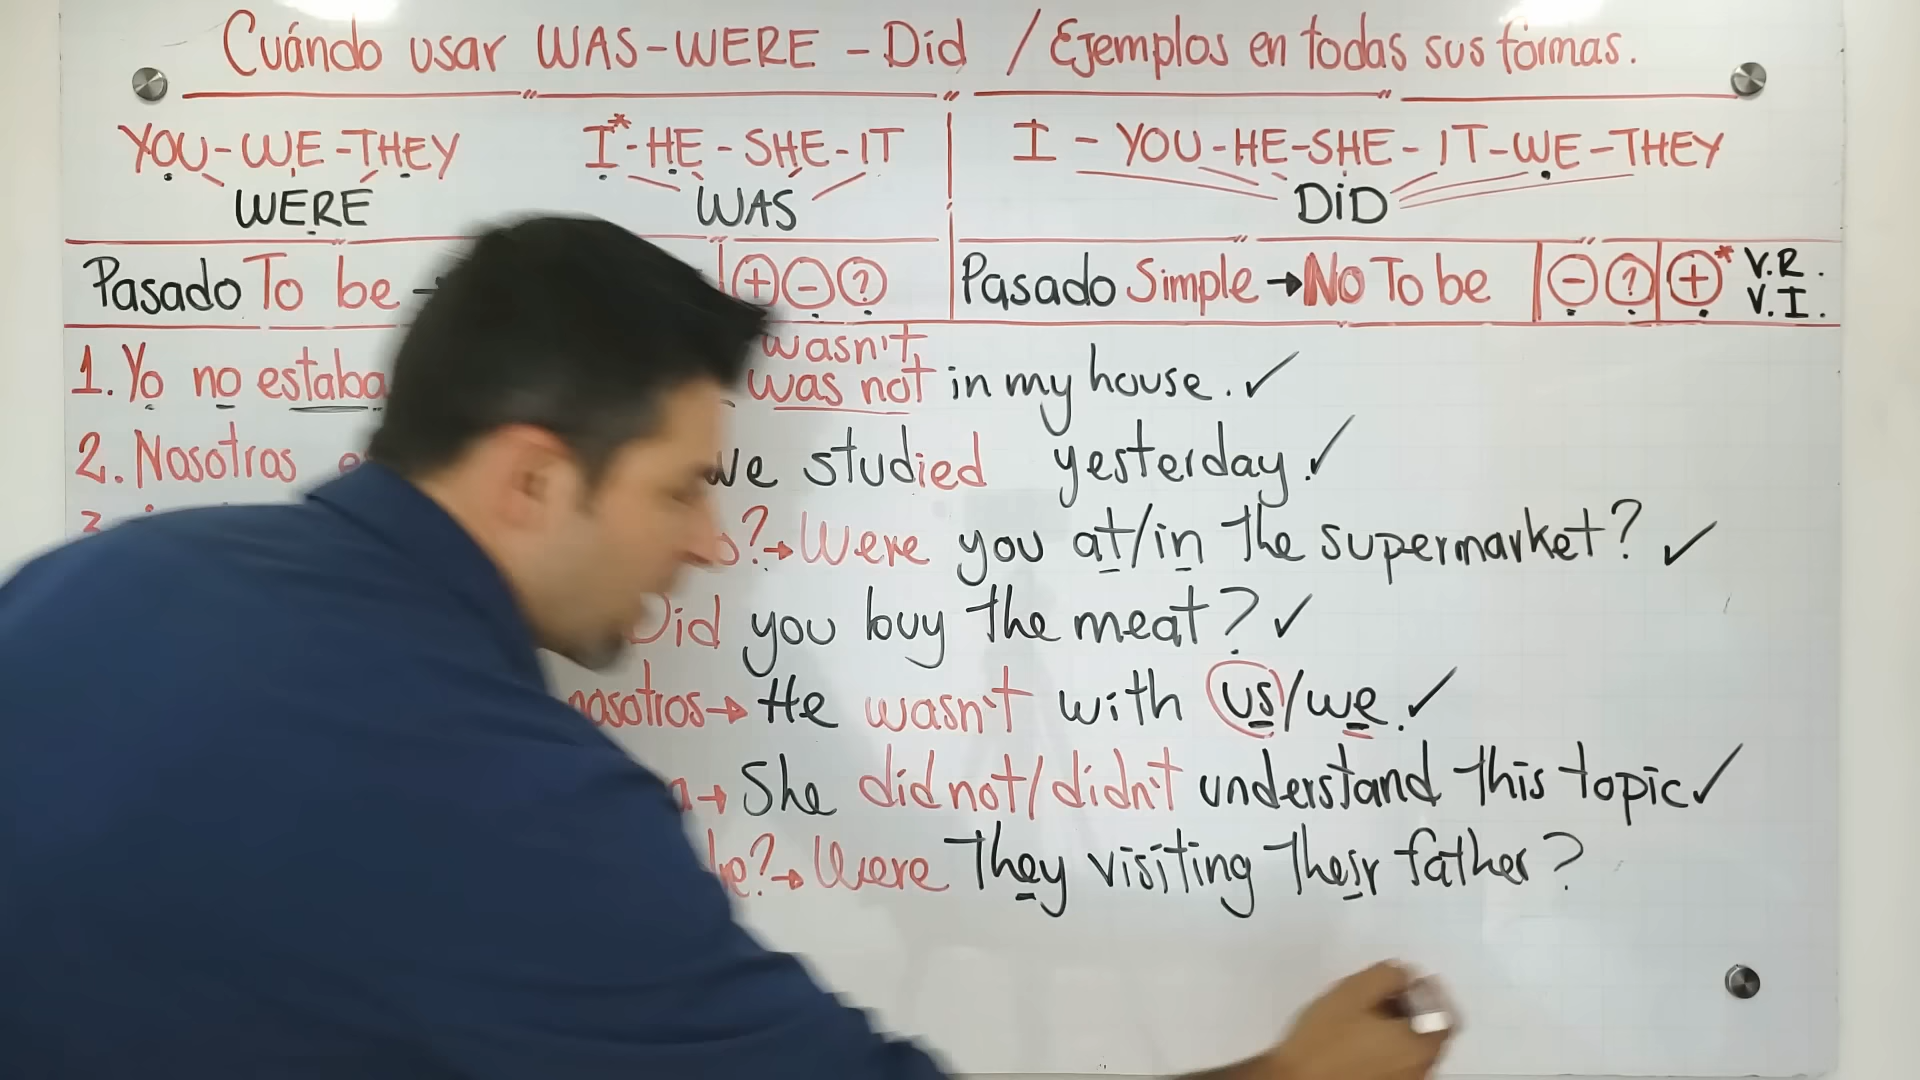 Cuándo usar WAS-WERE-Did / Ejemplos en todas sus formas.
YOU-WE-THEY I*-HE-SHE-IT I-YOU-HE-SHE-IT-WE-THEY
WERE WAS DiD
Pasado To be + - ? Pasado Simple → No To be - ? +* V.R.
V.I.
wasn't
1. Yo no estaba was not in my house. ✓
2. Nosotros We studied yesterday. ✓
3. ? → Were you at/in the supermarket? ✓
Did you buy the meat? ✓
nosotros → He wasn't with us/we. ✓
→ She did not/didn't understand this topic ✓
? → Were they visiting their father?